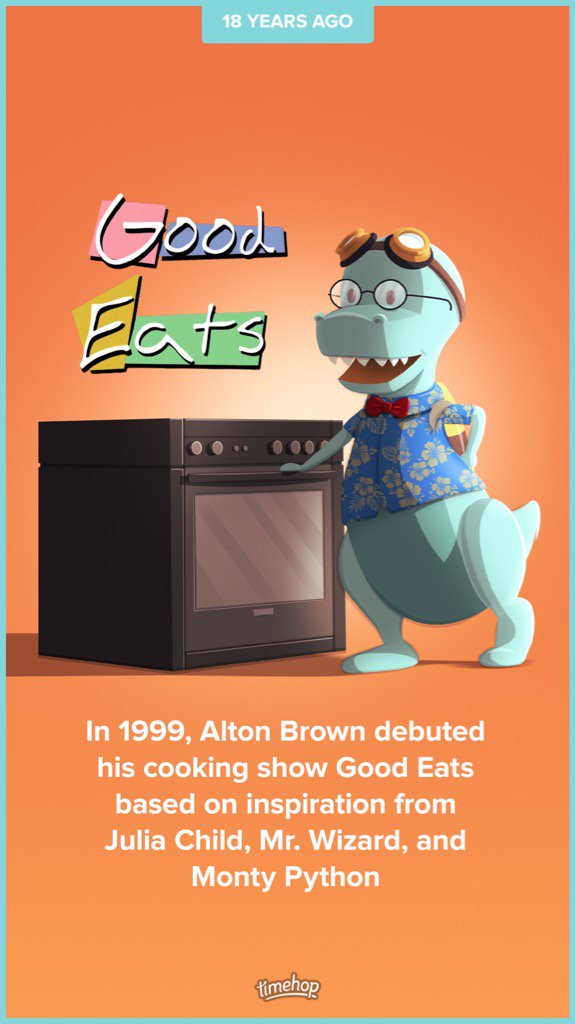 18 YEARS AGO
Good
Eats
In 1999, Alton Brown debuted
his cooking show Good Eats
based on inspiration from
Julia Child, Mr. Wizard, and
Monty Python
timehop